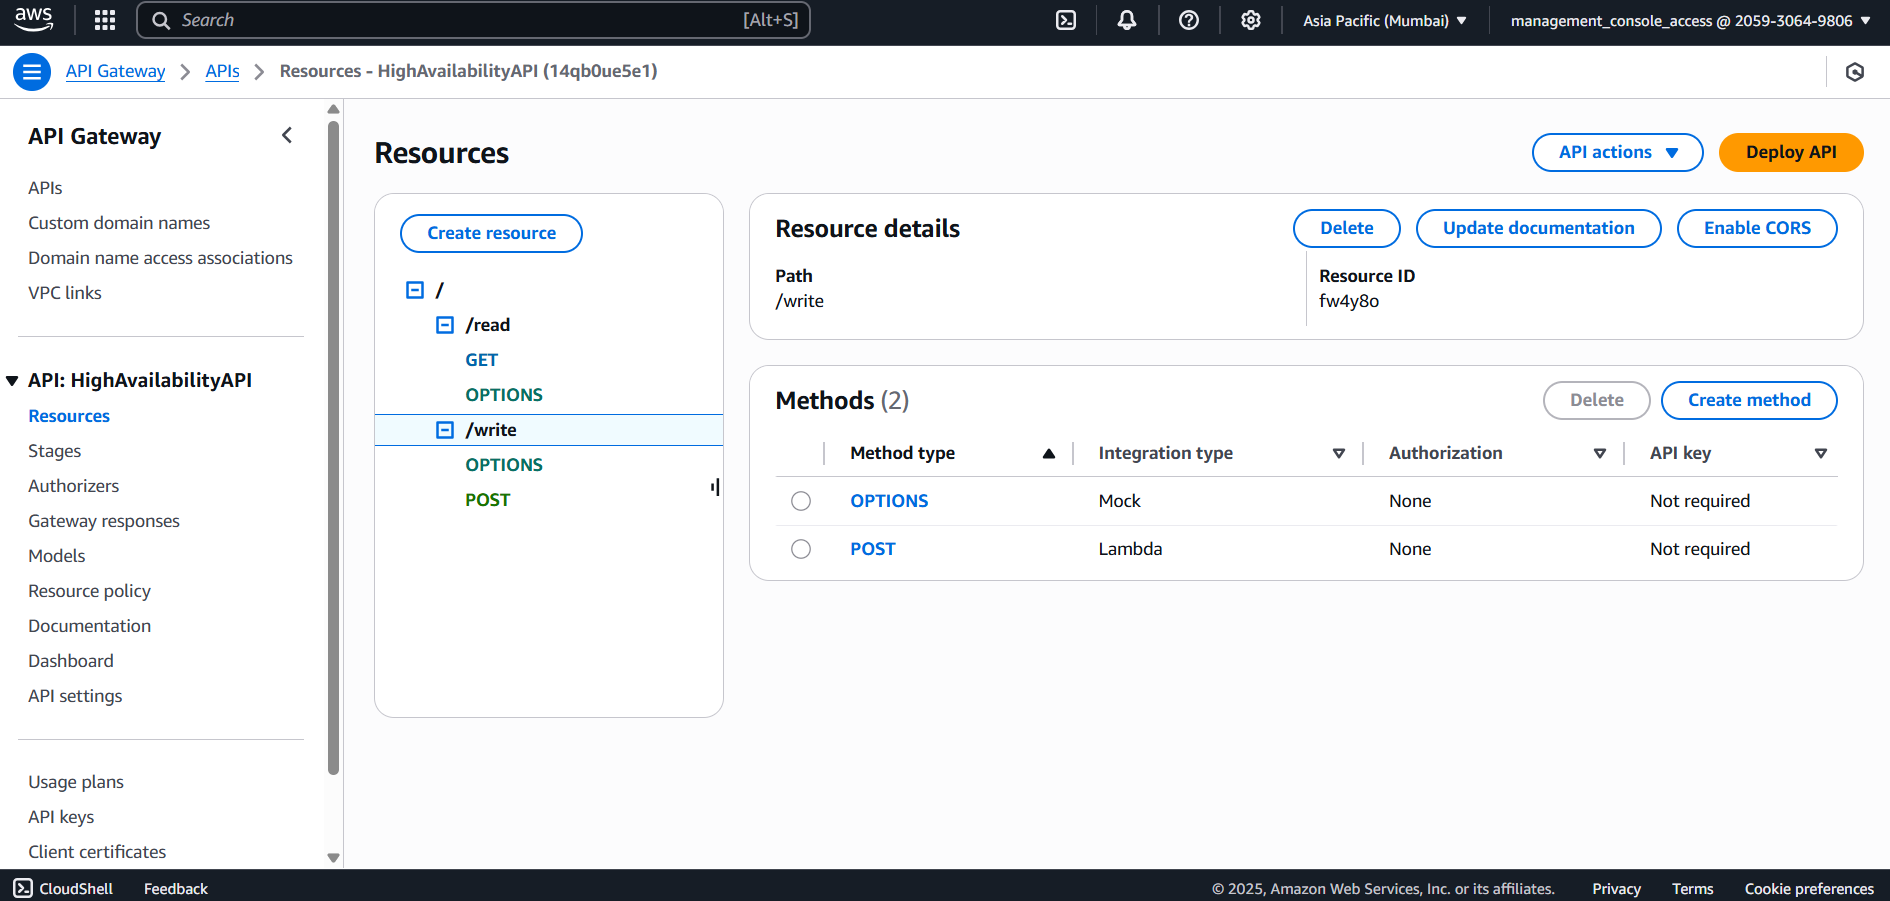 aws
Search [Alt+S]
Asia Pacific (Mumbai)
management_console_access @ 2059-3064-9806
API Gateway
APIs
Resources - HighAvailabilityAPI (14qb0ue5e1)
API Gateway
APIs
Custom domain names
Domain name access associations
VPC links
API: HighAvailabilityAPI
Resources
Stages
Authorizers
Gateway responses
Models
Resource policy
Documentation
Dashboard
API settings
Usage plans
API keys
Client certificates
Resources
API actions
Deploy API
Create resource
/
/read
GET
OPTIONS
/write
OPTIONS
POST
Resource details
Delete
Update documentation
Enable CORS
Path
/write
Resource ID
fw4y8o
Methods (2)
Delete
Create method
Method type Integration type Authorization API key
OPTIONS Mock None Not required
POST Lambda None Not required
CloudShell
Feedback
© 2025, Amazon Web Services, Inc. or its affiliates.
Privacy
Terms
Cookie preferences